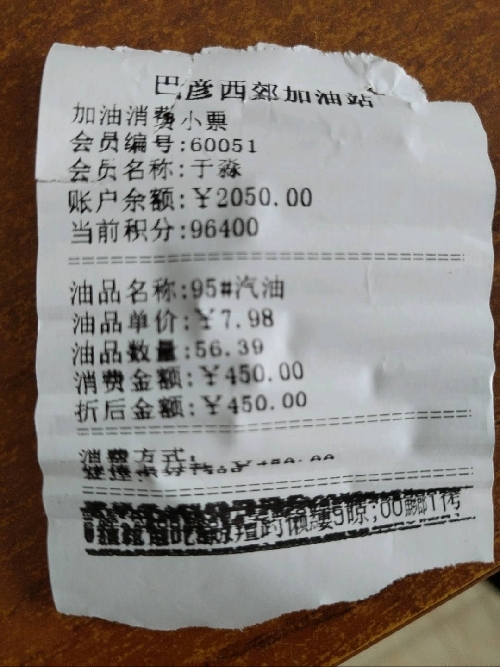 巴彦西郊加油站
加油消费小票
会员编号:60051
会员名称:于淼
账户余额:￥2050.00
当前积分:96400
油品名称:95#汽油
油品单价:￥7.98
油品数量:56.39
消费金额:￥450.00
折后金额:￥450.00
消费方式:
￥450.00